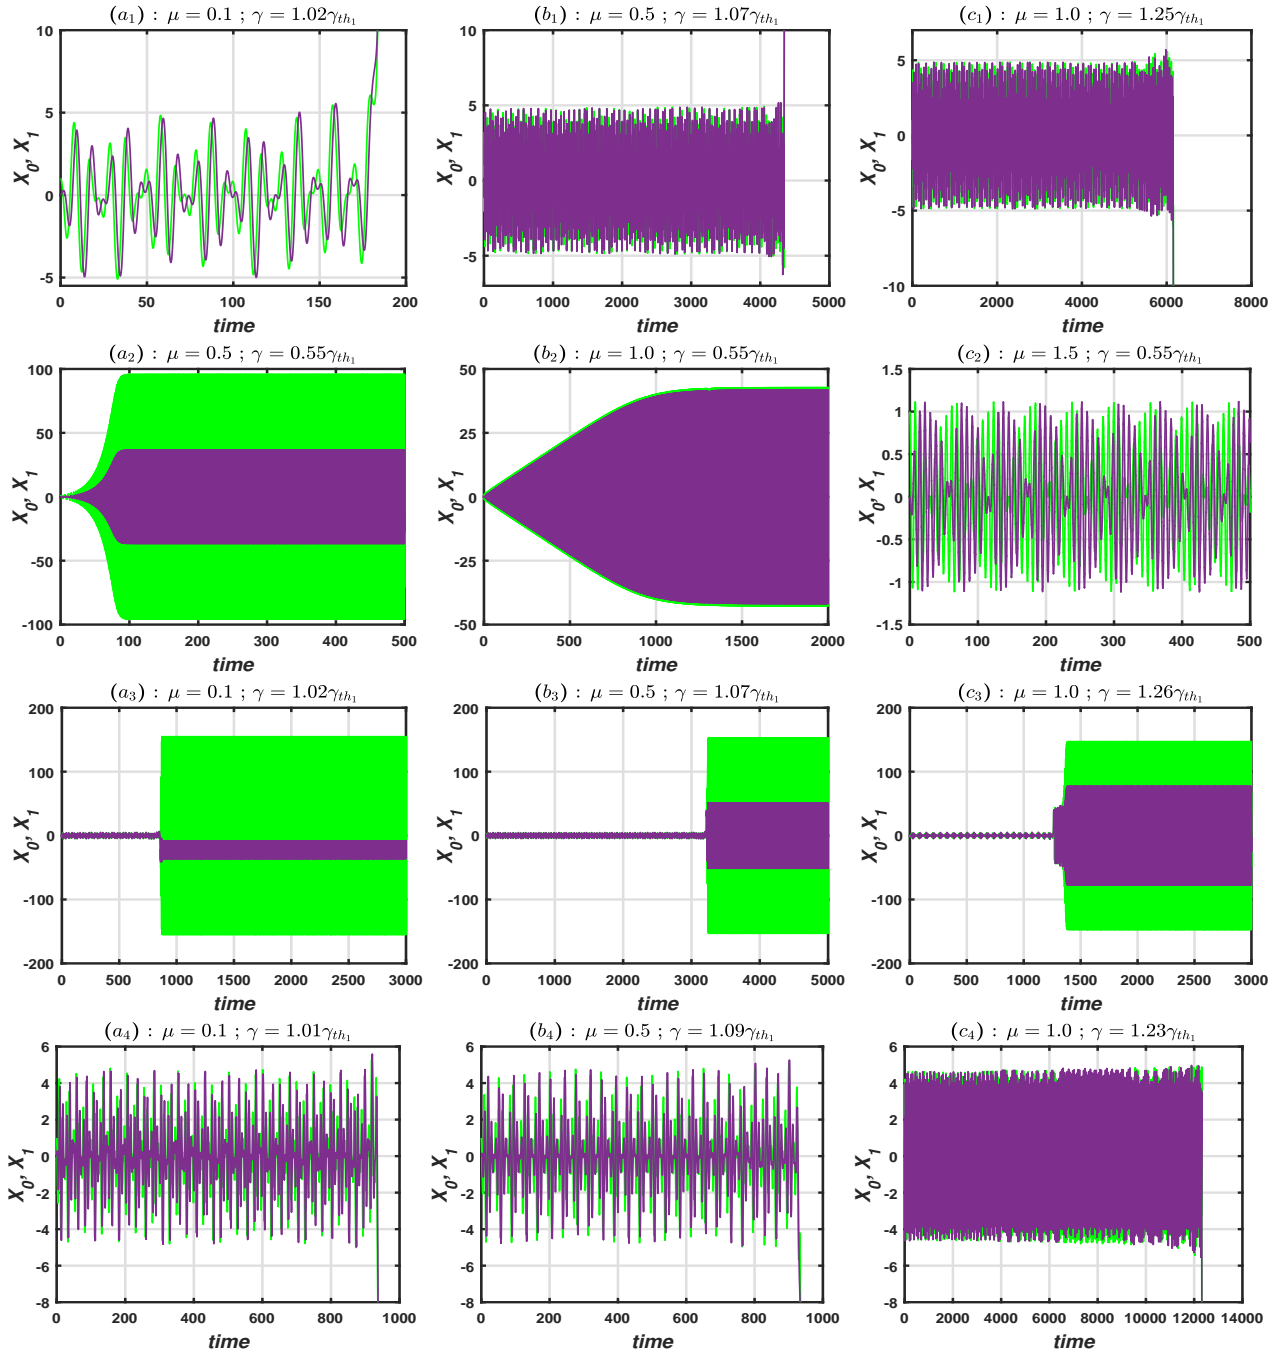 (a₁) : μ = 0.1 ; γ = 1.02γ_th₁
(b₁) : μ = 0.5 ; γ = 1.07γ_th₁
(c₁) : μ = 1.0 ; γ = 1.25γ_th₁
X₀, X₁
10
5
0
-5
0 50 100 150 200
time
X₀, X₁
10
5
0
-5
0 1000 2000 3000 4000 5000
time
X₀, X₁
5
0
-5
-10
0 2000 4000 6000 8000
time
(a₂) : μ = 0.5 ; γ = 0.55γ_th₁
(b₂) : μ = 1.0 ; γ = 0.55γ_th₁
(c₂) : μ = 1.5 ; γ = 0.55γ_th₁
X₀, X₁
100
50
0
-50
-100
0 100 200 300 400 500
time
X₀, X₁
50
25
0
-25
-50
0 500 1000 1500 2000
time
X₀, X₁
1.5
1
0.5
0
-0.5
-1
-1.5
0 100 200 300 400 500
time
(a₃) : μ = 0.1 ; γ = 1.02γ_th₁
(b₃) : μ = 0.5 ; γ = 1.07γ_th₁
(c₃) : μ = 1.0 ; γ = 1.26γ_th₁
X₀, X₁
200
100
0
-100
-200
0 500 1000 1500 2000 2500 3000
time
X₀, X₁
200
100
0
-100
-200
0 1000 2000 3000 4000 5000
time
X₀, X₁
200
100
0
-100
-200
0 500 1000 1500 2000 2500 3000
time
(a₄) : μ = 0.1 ; γ = 1.01γ_th₁
(b₄) : μ = 0.5 ; γ = 1.09γ_th₁
(c₄) : μ = 1.0 ; γ = 1.23γ_th₁
X₀, X₁
6
4
2
0
-2
-4
-6
-8
0 200 400 600 800 1000
time
X₀, X₁
6
4
2
0
-2
-4
-6
-8
0 200 400 600 800 1000
time
X₀, X₁
6
4
2
0
-2
-4
-6
-8
0 2000 4000 6000 8000 10000 12000 14000
time